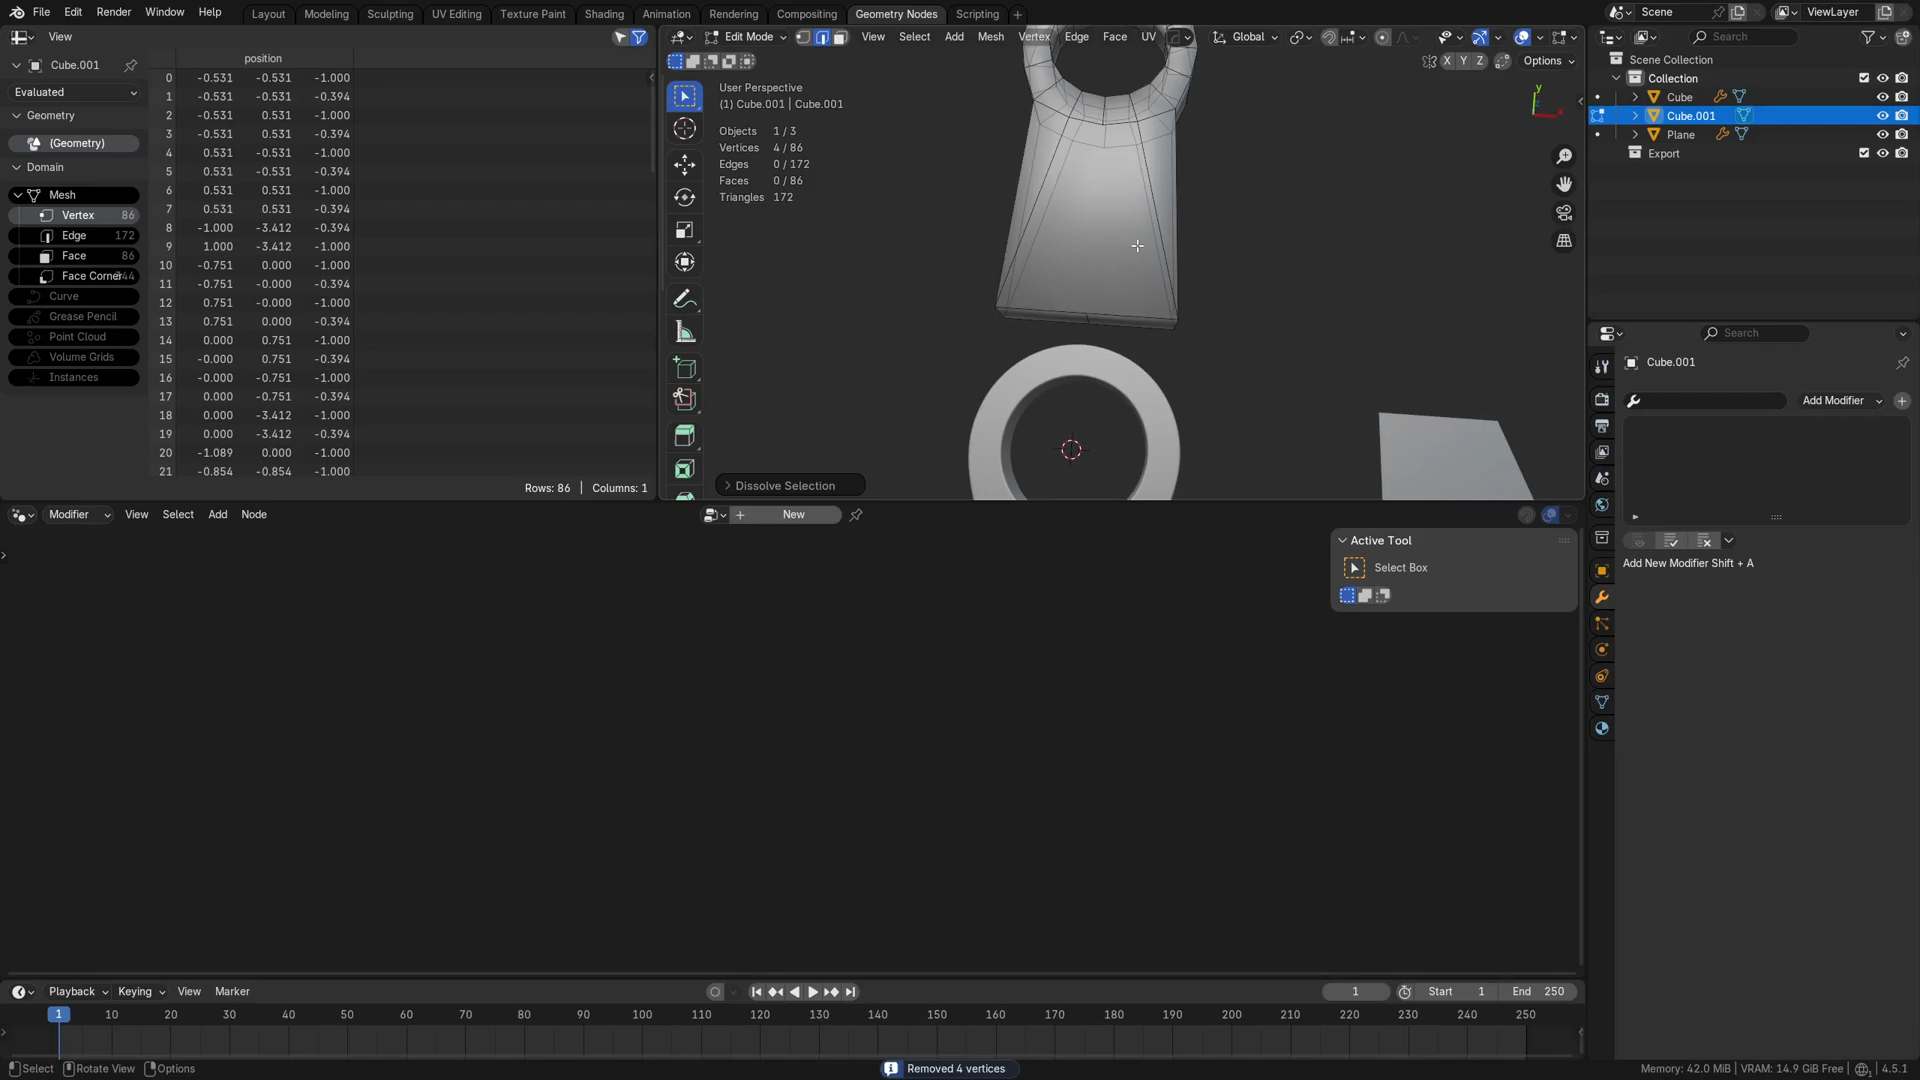 File Edit Render Window Help Layout Modeling Sculpting UV Editing Texture Paint Shading Animation Rendering Compositing Geometry Nodes Scripting Scene ViewLayer
View
Cube.001
Evaluated
Geometry
(Geometry)
Domain
Mesh
Vertex 86
Edge 172
Face 86
Face Corner
Curve
Grease Pencil
Point Cloud
Volume Grids
Instances
position
0 -0.531 -0.531 -1.000
1 -0.531 -0.531 -0.394
2 -0.531 0.531 -1.000
3 -0.531 0.531 -0.394
4 0.531 -0.531 -1.000
5 0.531 -0.531 -0.394
6 0.531 0.531 -1.000
7 0.531 0.531 -0.394
8 -1.000 -3.412 -0.394
9 1.000 -3.412 -1.000
10 -0.751 0.000 -1.000
11 -0.751 -0.000 -0.394
12 0.751 0.000 -1.000
13 0.751 0.000 -0.394
14 0.000 0.751 -1.000
15 -0.000 0.751 -0.394
16 -0.000 -0.751 -1.000
17 0.000 -0.751 -0.394
18 0.000 -3.412 -1.000
19 0.000 -3.412 -0.394
20 -1.089 0.000 -1.000
21 -0.854 -0.854 -1.000
Rows: 86 | Columns: 1
Edit Mode View Select Add Mesh Vertex Edge Face UV Global
X Y Z Options
User Perspective
(1) Cube.001 | Cube.001
Objects 1 / 3
Vertices 4 / 86
Edges 0 / 172
Faces 0 / 86
Triangles 172
Dissolve Selection
Scene Collection
Collection
Cube
Cube.001
Plane
Export
Search
Search
Cube.001
Add Modifier
Add New Modifier Shift + A
Modifier View Select Add Node New
Active Tool
Select Box
Playback Keying View Marker 1 Start 1 End 250
1 10 20 30 40 50 60 70 80 90 100 110 120 130 140 150 160 170 180 190 200 210 220 230 240 250
Select Rotate View Options Removed 4 vertices Memory: 42.0 MiB | VRAM: 14.9 GiB Free | 4.5.1